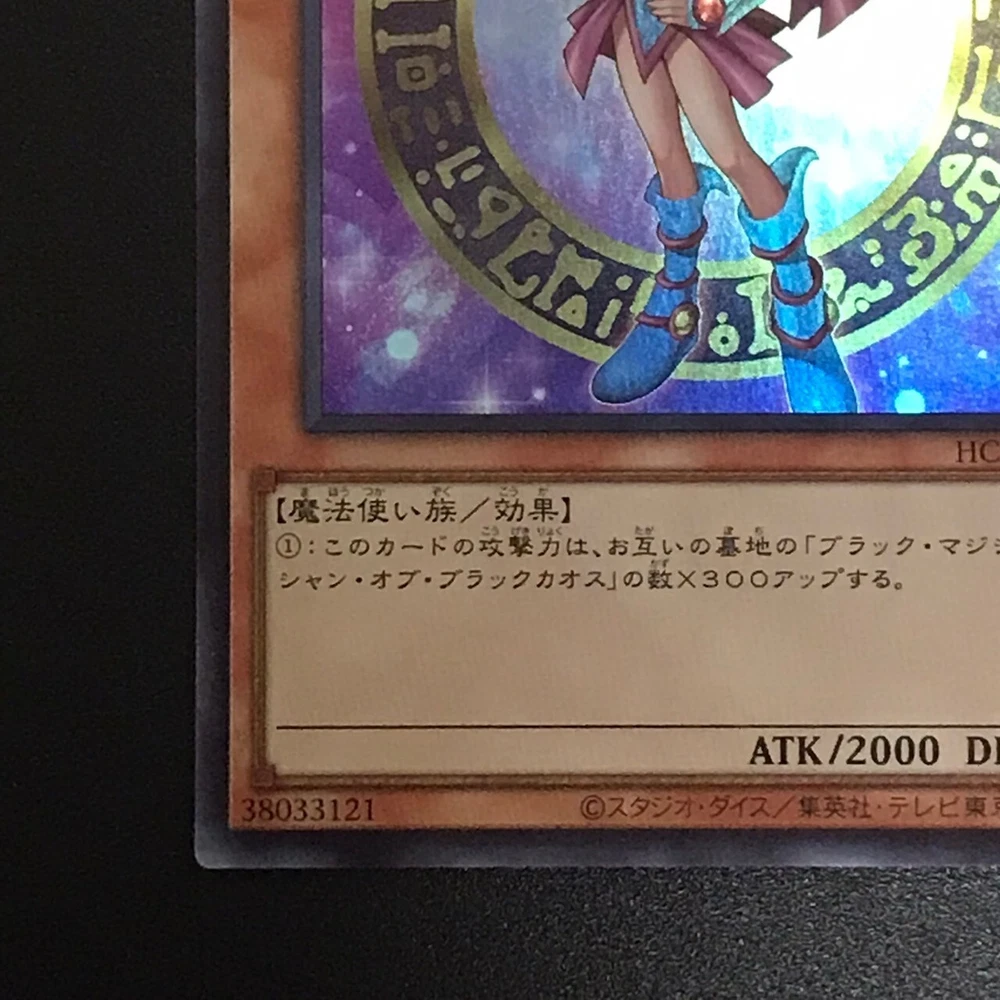 HC
【魔法使い族／効果】
①：このカードの攻撃力は、お互いの墓地の「ブラック・マジシ
シャン・オブ・ブラックカオス」の数×３００アップする。
ATK/2000 DE
38033121
©スタジオ・ダイス／集英社・テレビ東